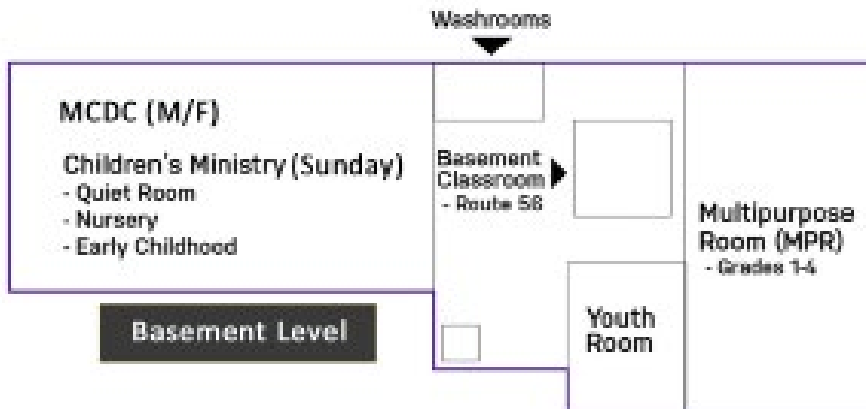 Washrooms
MCDC (M/F)
Children's Ministry (Sunday)
- Quiet Room
- Nursery
- Early Childhood
Basement
Classroom
- Route 56
Multipurpose
Room (MPR)
- Grades 1-4
Youth
Room
Basement Level